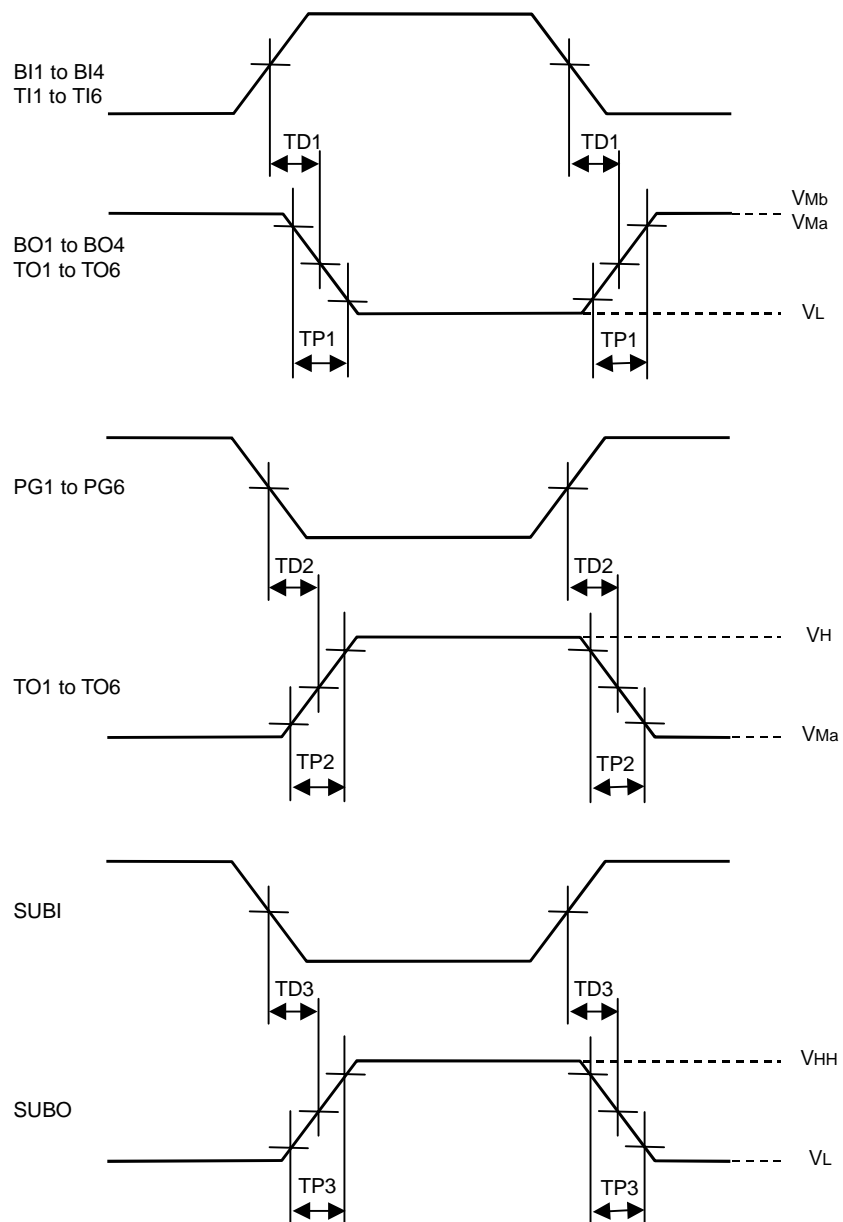 BI1 to BI4
TI1 to TI6
TD1 TD1
VMb
VMa
BO1 to BO4
TO1 to TO6
VL
TP1 TP1
PG1 to PG6
TD2 TD2
VH
TO1 to TO6
VMa
TP2 TP2
SUBI
TD3 TD3
VHH
SUBO
VL
TP3 TP3